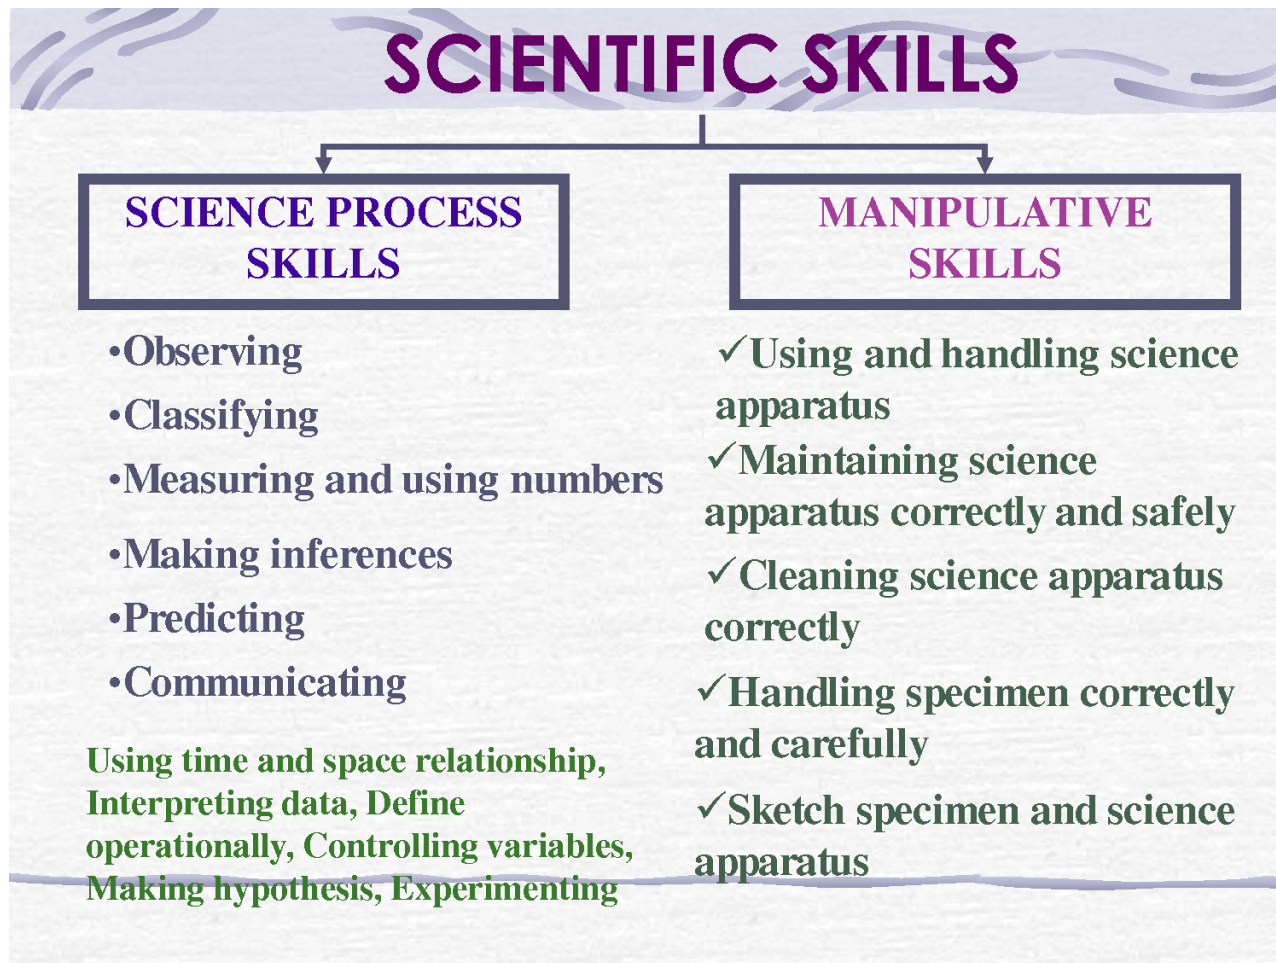 SCIENTIFIC SKILLS
SCIENCE PROCESS
SKILLS
•Observing
•Classifying
•Measuring and using numbers
•Making inferences
•Predicting
•Communicating
Using time and space relationship,
Interpreting data, Define
operationally, Controlling variables,
Making hypothesis, Experimenting
MANIPULATIVE
SKILLS
✓Using and handling science
apparatus
✓Maintaining science
apparatus correctly and safely
✓Cleaning science apparatus
correctly
✓Handling specimen correctly
and carefully
✓Sketch specimen and science
apparatus